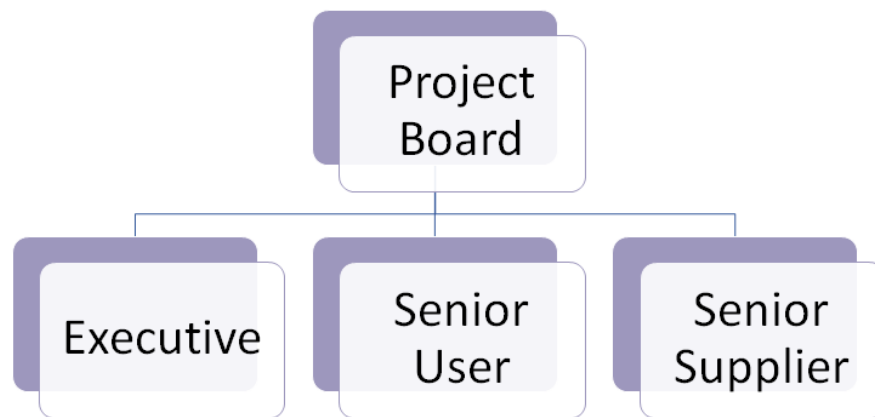 Project
Board
Executive
Senior
User
Senior
Supplier